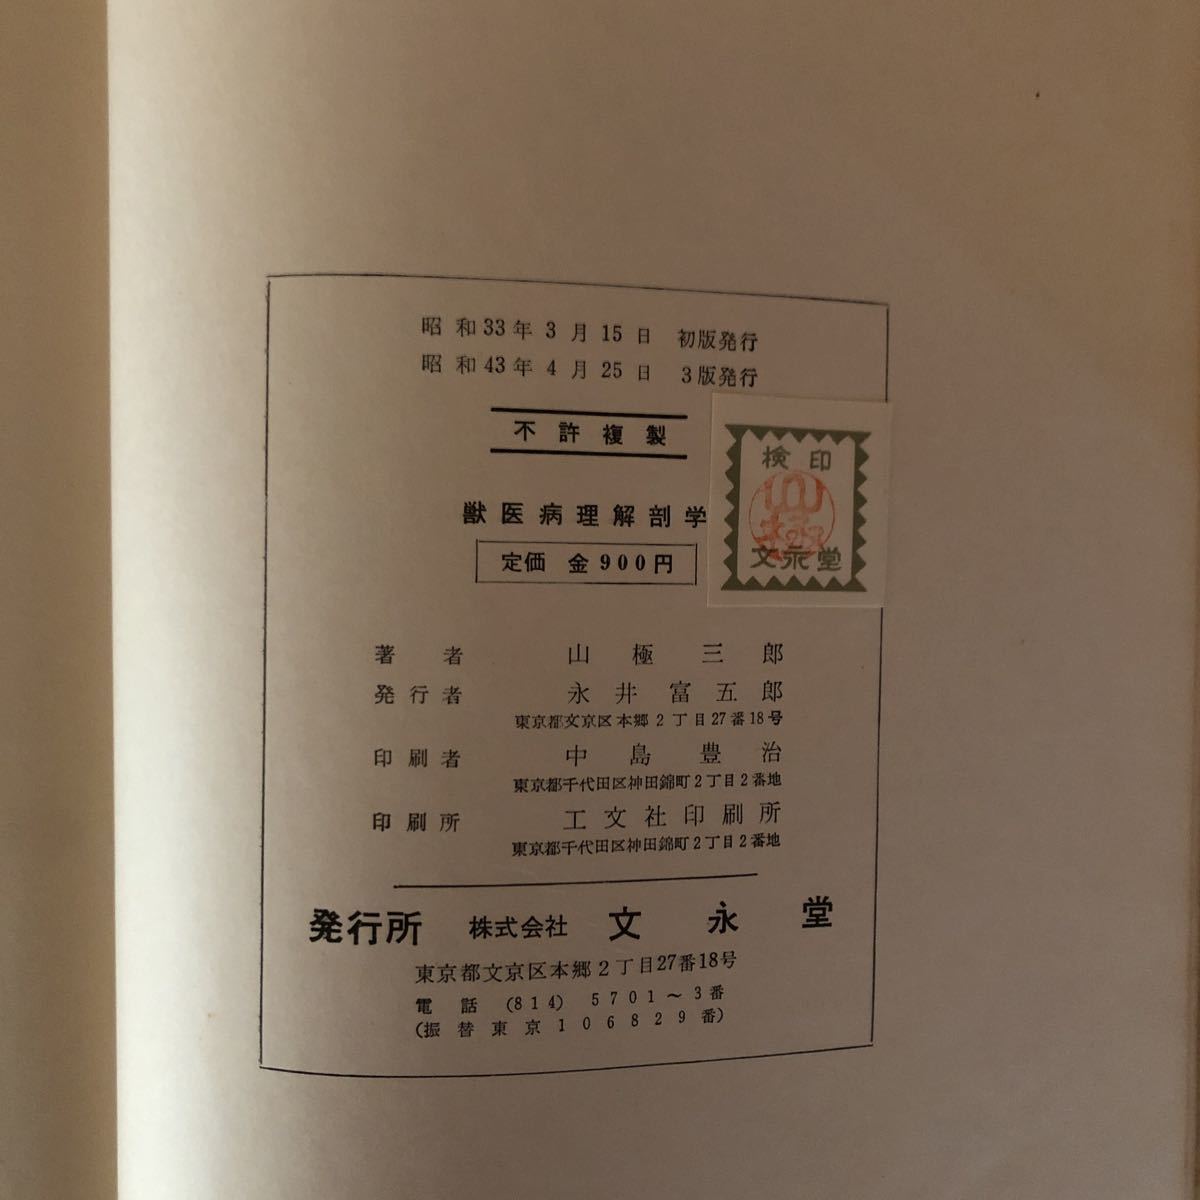 昭和33年3月15日 初版発行
昭和43年4月25日 3版発行
不許複製
検印
山極
文永堂
獣医病理解剖学
定価 金900円
著者 山極三郎
発行者 永井富五郎
東京都文京区本郷2丁目27番18号
印刷者 中島豊治
東京都千代田区神田錦町2丁目2番地
印刷所 工文社印刷所
東京都千代田区神田錦町2丁目2番地
発行所 株式会社 文永堂
東京都文京区本郷2丁目27番18号
電話 (814) 5701～3番
(振替東京106829番)